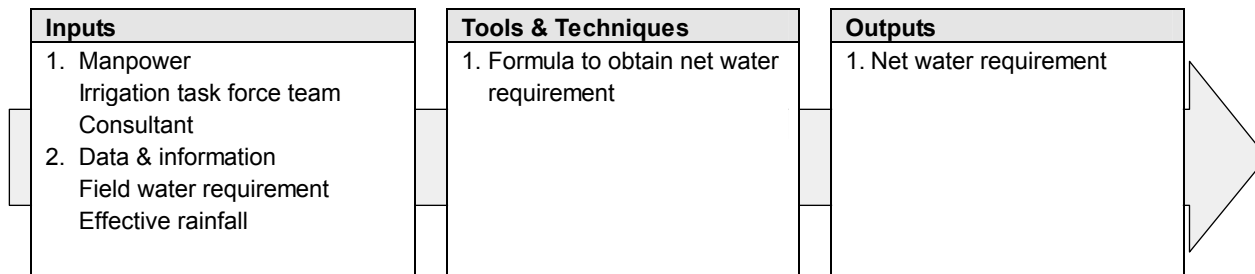 Inputs
1. Manpower
Irrigation task force team
Consultant
2. Data & information
Field water requirement
Effective rainfall
Tools & Techniques
1. Formula to obtain net water
requirement
Outputs
1. Net water requirement